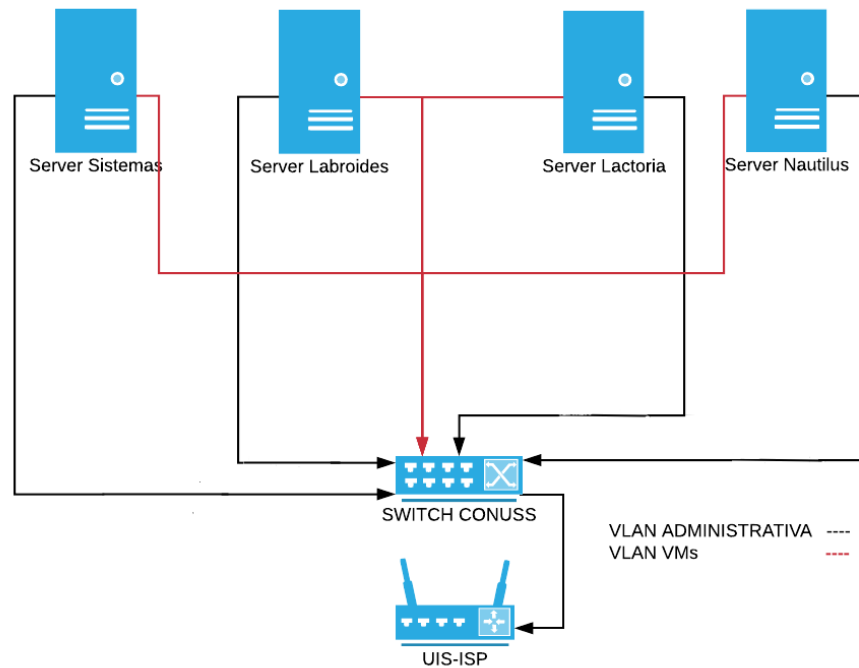 Server Sistemas
Server Labroides
Server Lactoria
Server Nautilus
SWITCH CONUSS
VLAN ADMINISTRATIVA
VLAN VMs
UIS-ISP